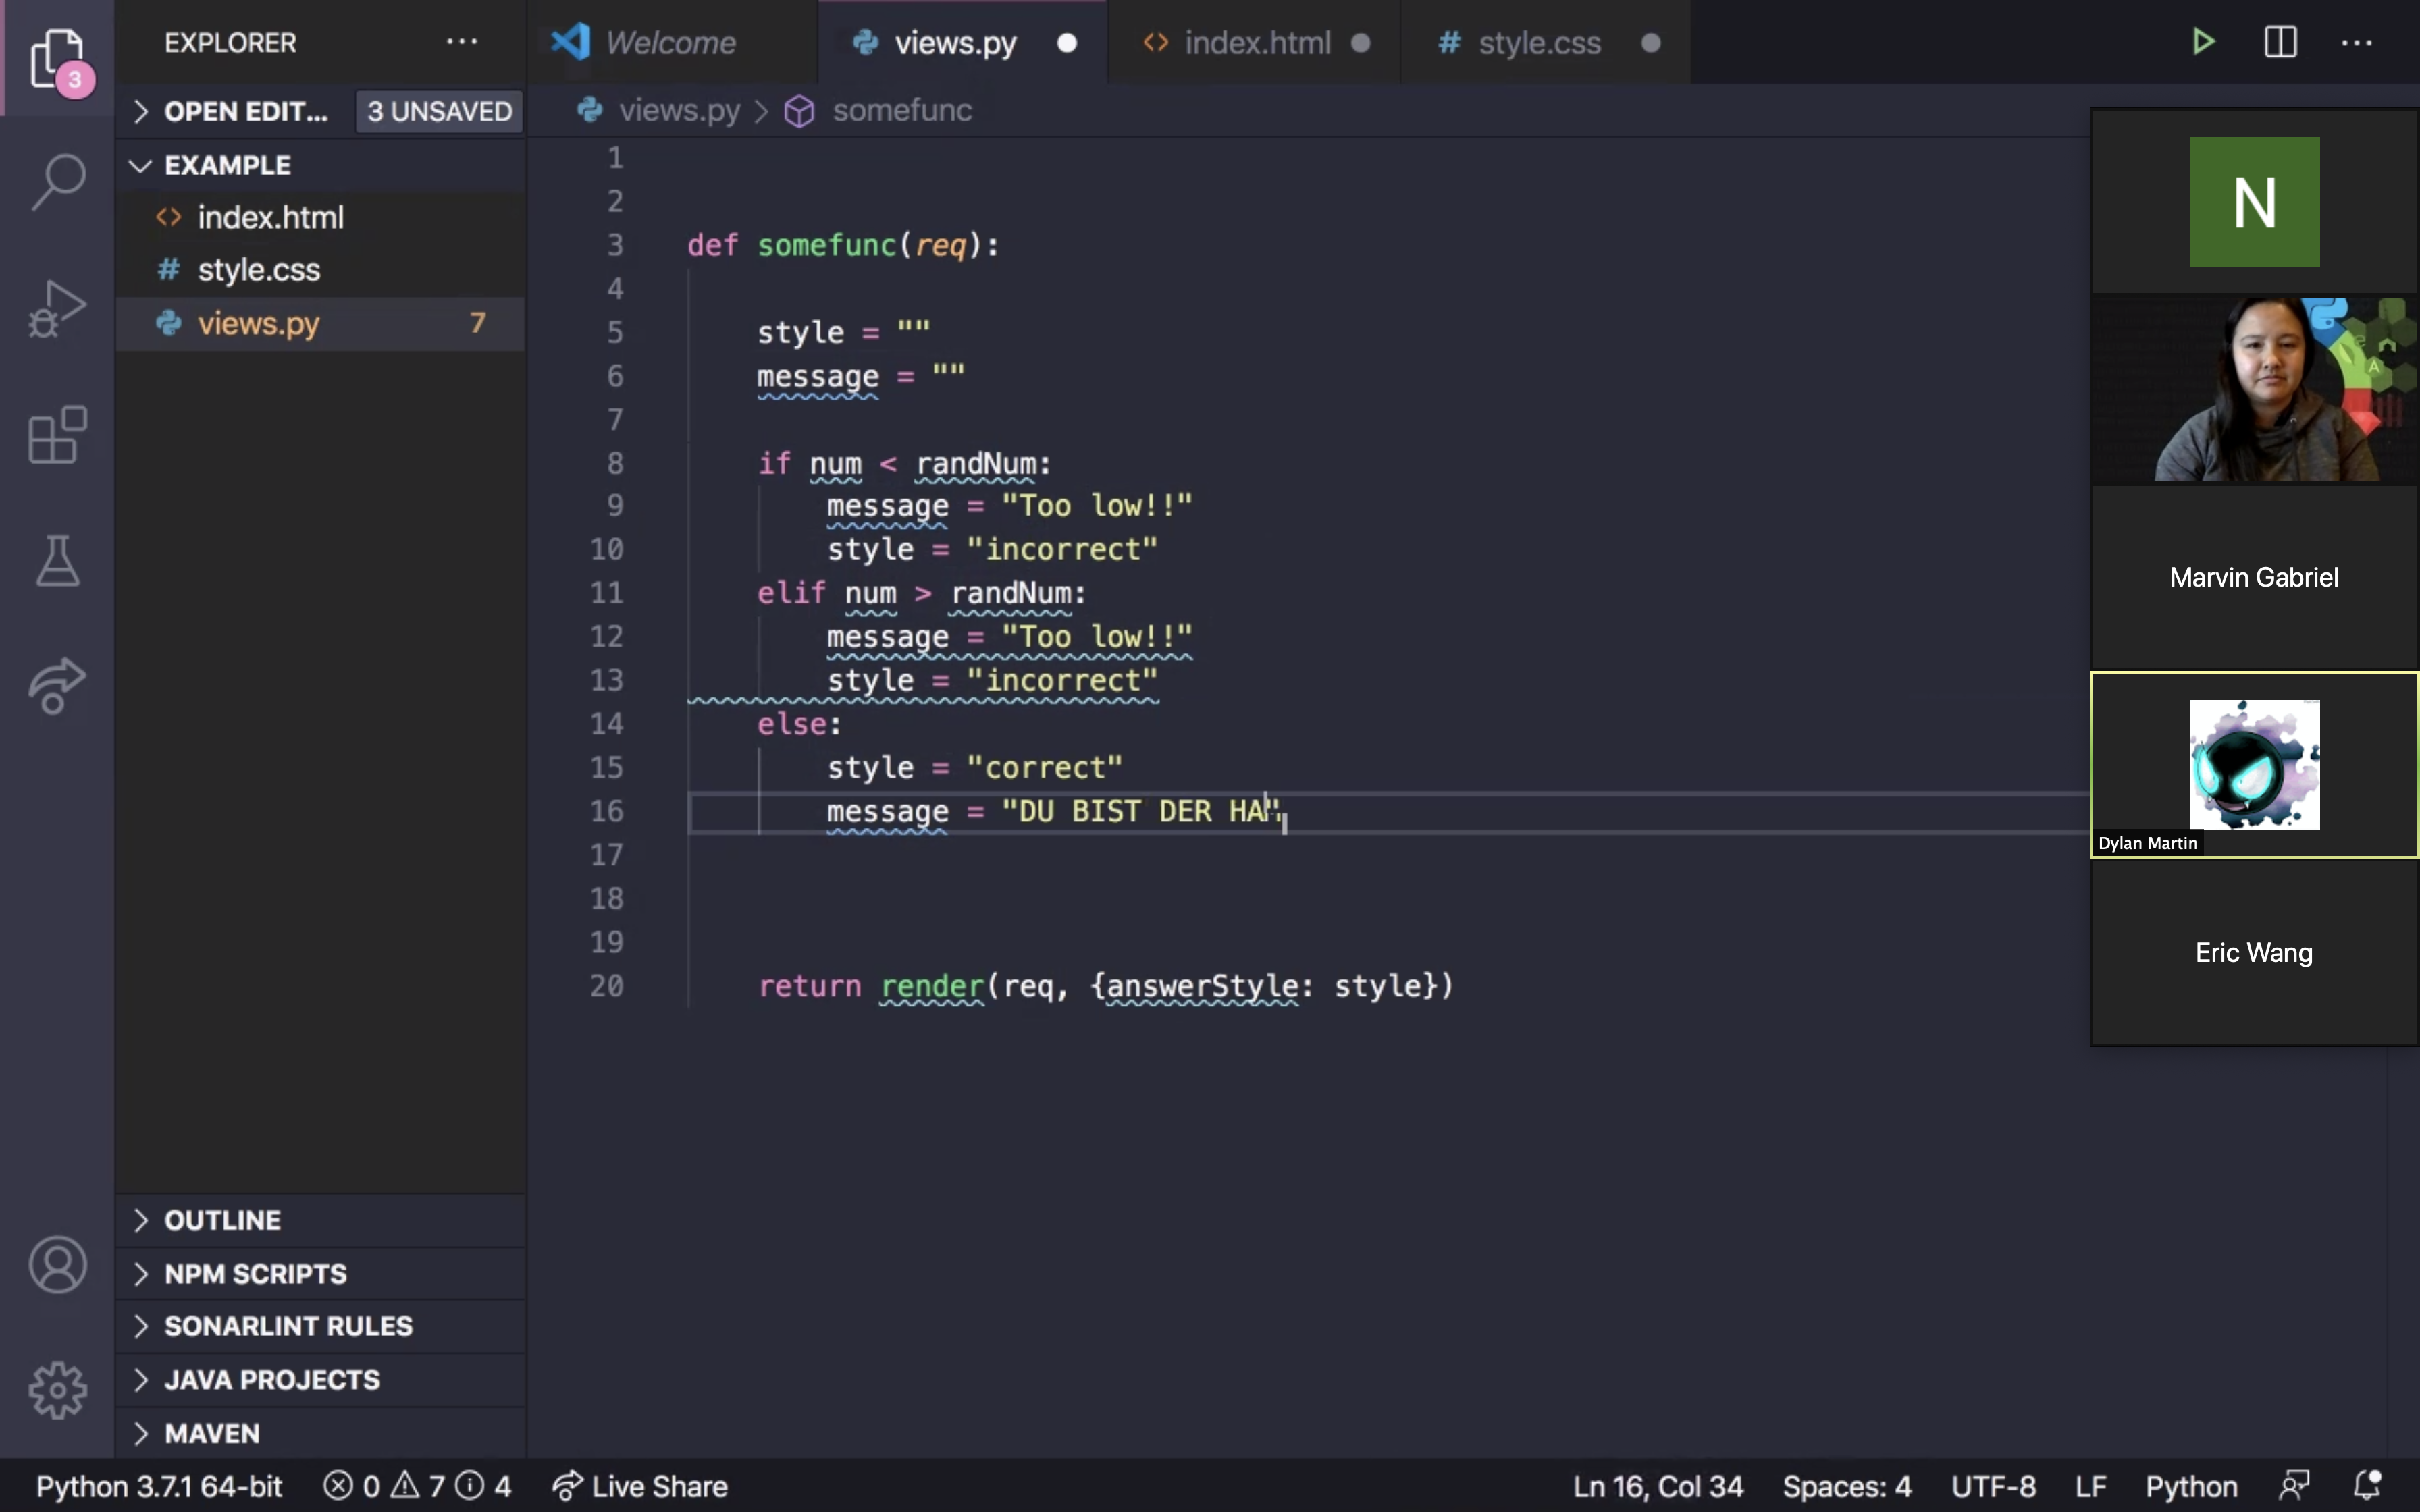 3
EXPLORER
OPEN EDIT... 3 UNSAVED
EXAMPLE
index.html
style.css
views.py 7
OUTLINE
NPM SCRIPTS
SONARLINT RULES
JAVA PROJECTS
MAVEN
Welcome views.py index.html style.css
views.py > somefunc
1
2
3 def somefunc(req):
4
5 style = ""
6 message = ""
7
8 if num < randNum:
9 message = "Too low!!"
10 style = "incorrect"
11 elif num > randNum:
12 message = "Too low!!"
13 style = "incorrect"
14 else:
15 style = "correct"
16 message = "DU BIST DER HA"
17
18
19
20 return render(req, {answerStyle: style})
N
Marvin Gabriel
Dylan Martin
Eric Wang
Python 3.7.1 64-bit 0 7 4 Live Share Ln 16, Col 34 Spaces: 4 UTF-8 LF Python